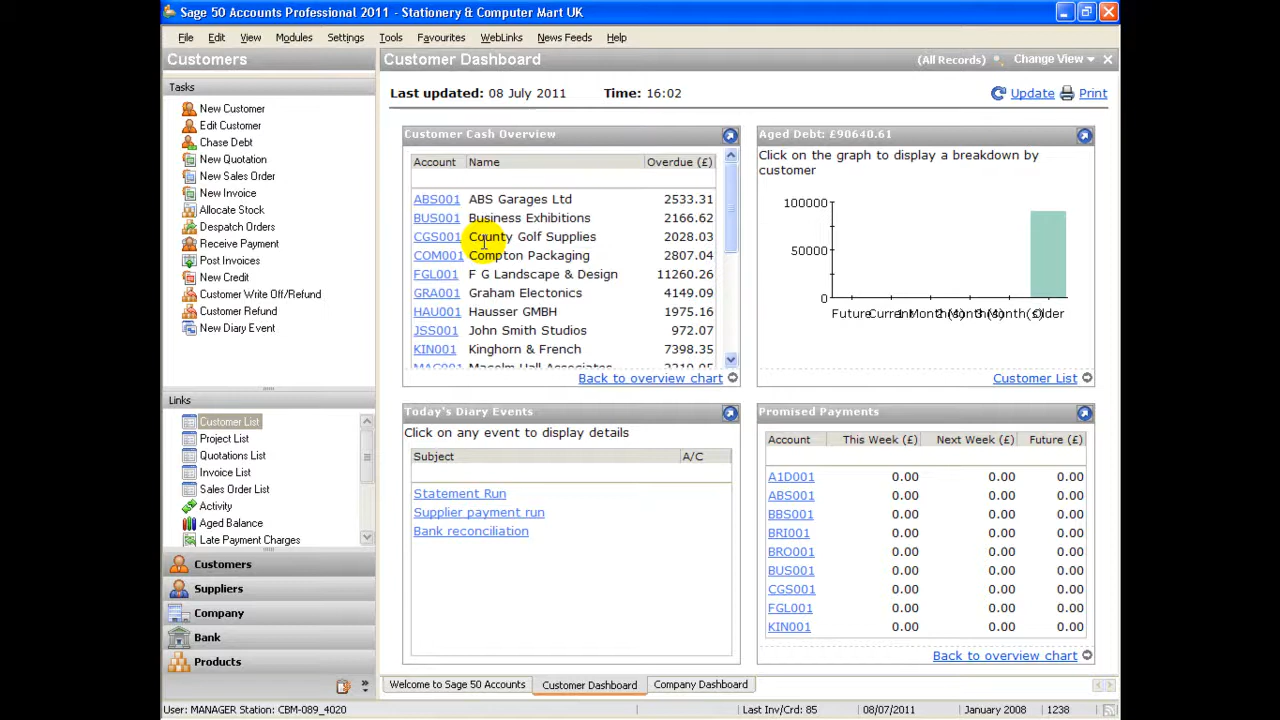 Sage 50 Accounts Professional 2011 - Stationery & Computer Mart UK
File Edit View Modules Settings Tools Favourites WebLinks News Feeds Help
Customers
Customer Dashboard
(All Records) Change View
Tasks
New Customer
Edit Customer
Chase Debt
New Quotation
New Sales Order
New Invoice
Allocate Stock
Despatch Orders
Receive Payment
Post Invoices
New Credit
Customer Write Off/Refund
Customer Refund
New Diary Event
Links
Customer List
Project List
Quotations List
Invoice List
Sales Order List
Activity
Aged Balance
Late Payment Charges
Customers
Suppliers
Company
Bank
Products
Last updated: 08 July 2011 Time: 16:02
Update Print
Customer Cash Overview
Account Name Overdue (£)
ABS001 ABS Garages Ltd 2533.31
BUS001 Business Exhibitions 2166.62
CGS001 County Golf Supplies 2028.03
COM001 Compton Packaging 2807.04
FGL001 F G Landscape & Design 11260.26
GRA001 Graham Electonics 4149.09
HAU001 Hausser GMBH 1975.16
JSS001 John Smith Studios 972.07
KIN001 Kinghorn & French 7398.35
MAC001 Macolm Hall Associates
Back to overview chart
Aged Debt: £90640.61
Click on the graph to display a breakdown by
customer
100000
50000
0
Future Current Older
Customer List
Today's Diary Events
Click on any event to display details
Subject A/C
Statement Run
Supplier payment run
Bank reconciliation
Promised Payments
Account This Week (£) Next Week (£) Future (£)
A1D001 0.00 0.00 0.00
ABS001 0.00 0.00 0.00
BBS001 0.00 0.00 0.00
BRI001 0.00 0.00 0.00
BRO001 0.00 0.00 0.00
BUS001 0.00 0.00 0.00
CGS001 0.00 0.00 0.00
FGL001 0.00 0.00 0.00
KIN001 0.00 0.00 0.00
Back to overview chart
Welcome to Sage 50 Accounts Customer Dashboard Company Dashboard
User: MANAGER Station: CBM-089_4020 Last Inv/Crd: 85 08/07/2011 January 2008 1238